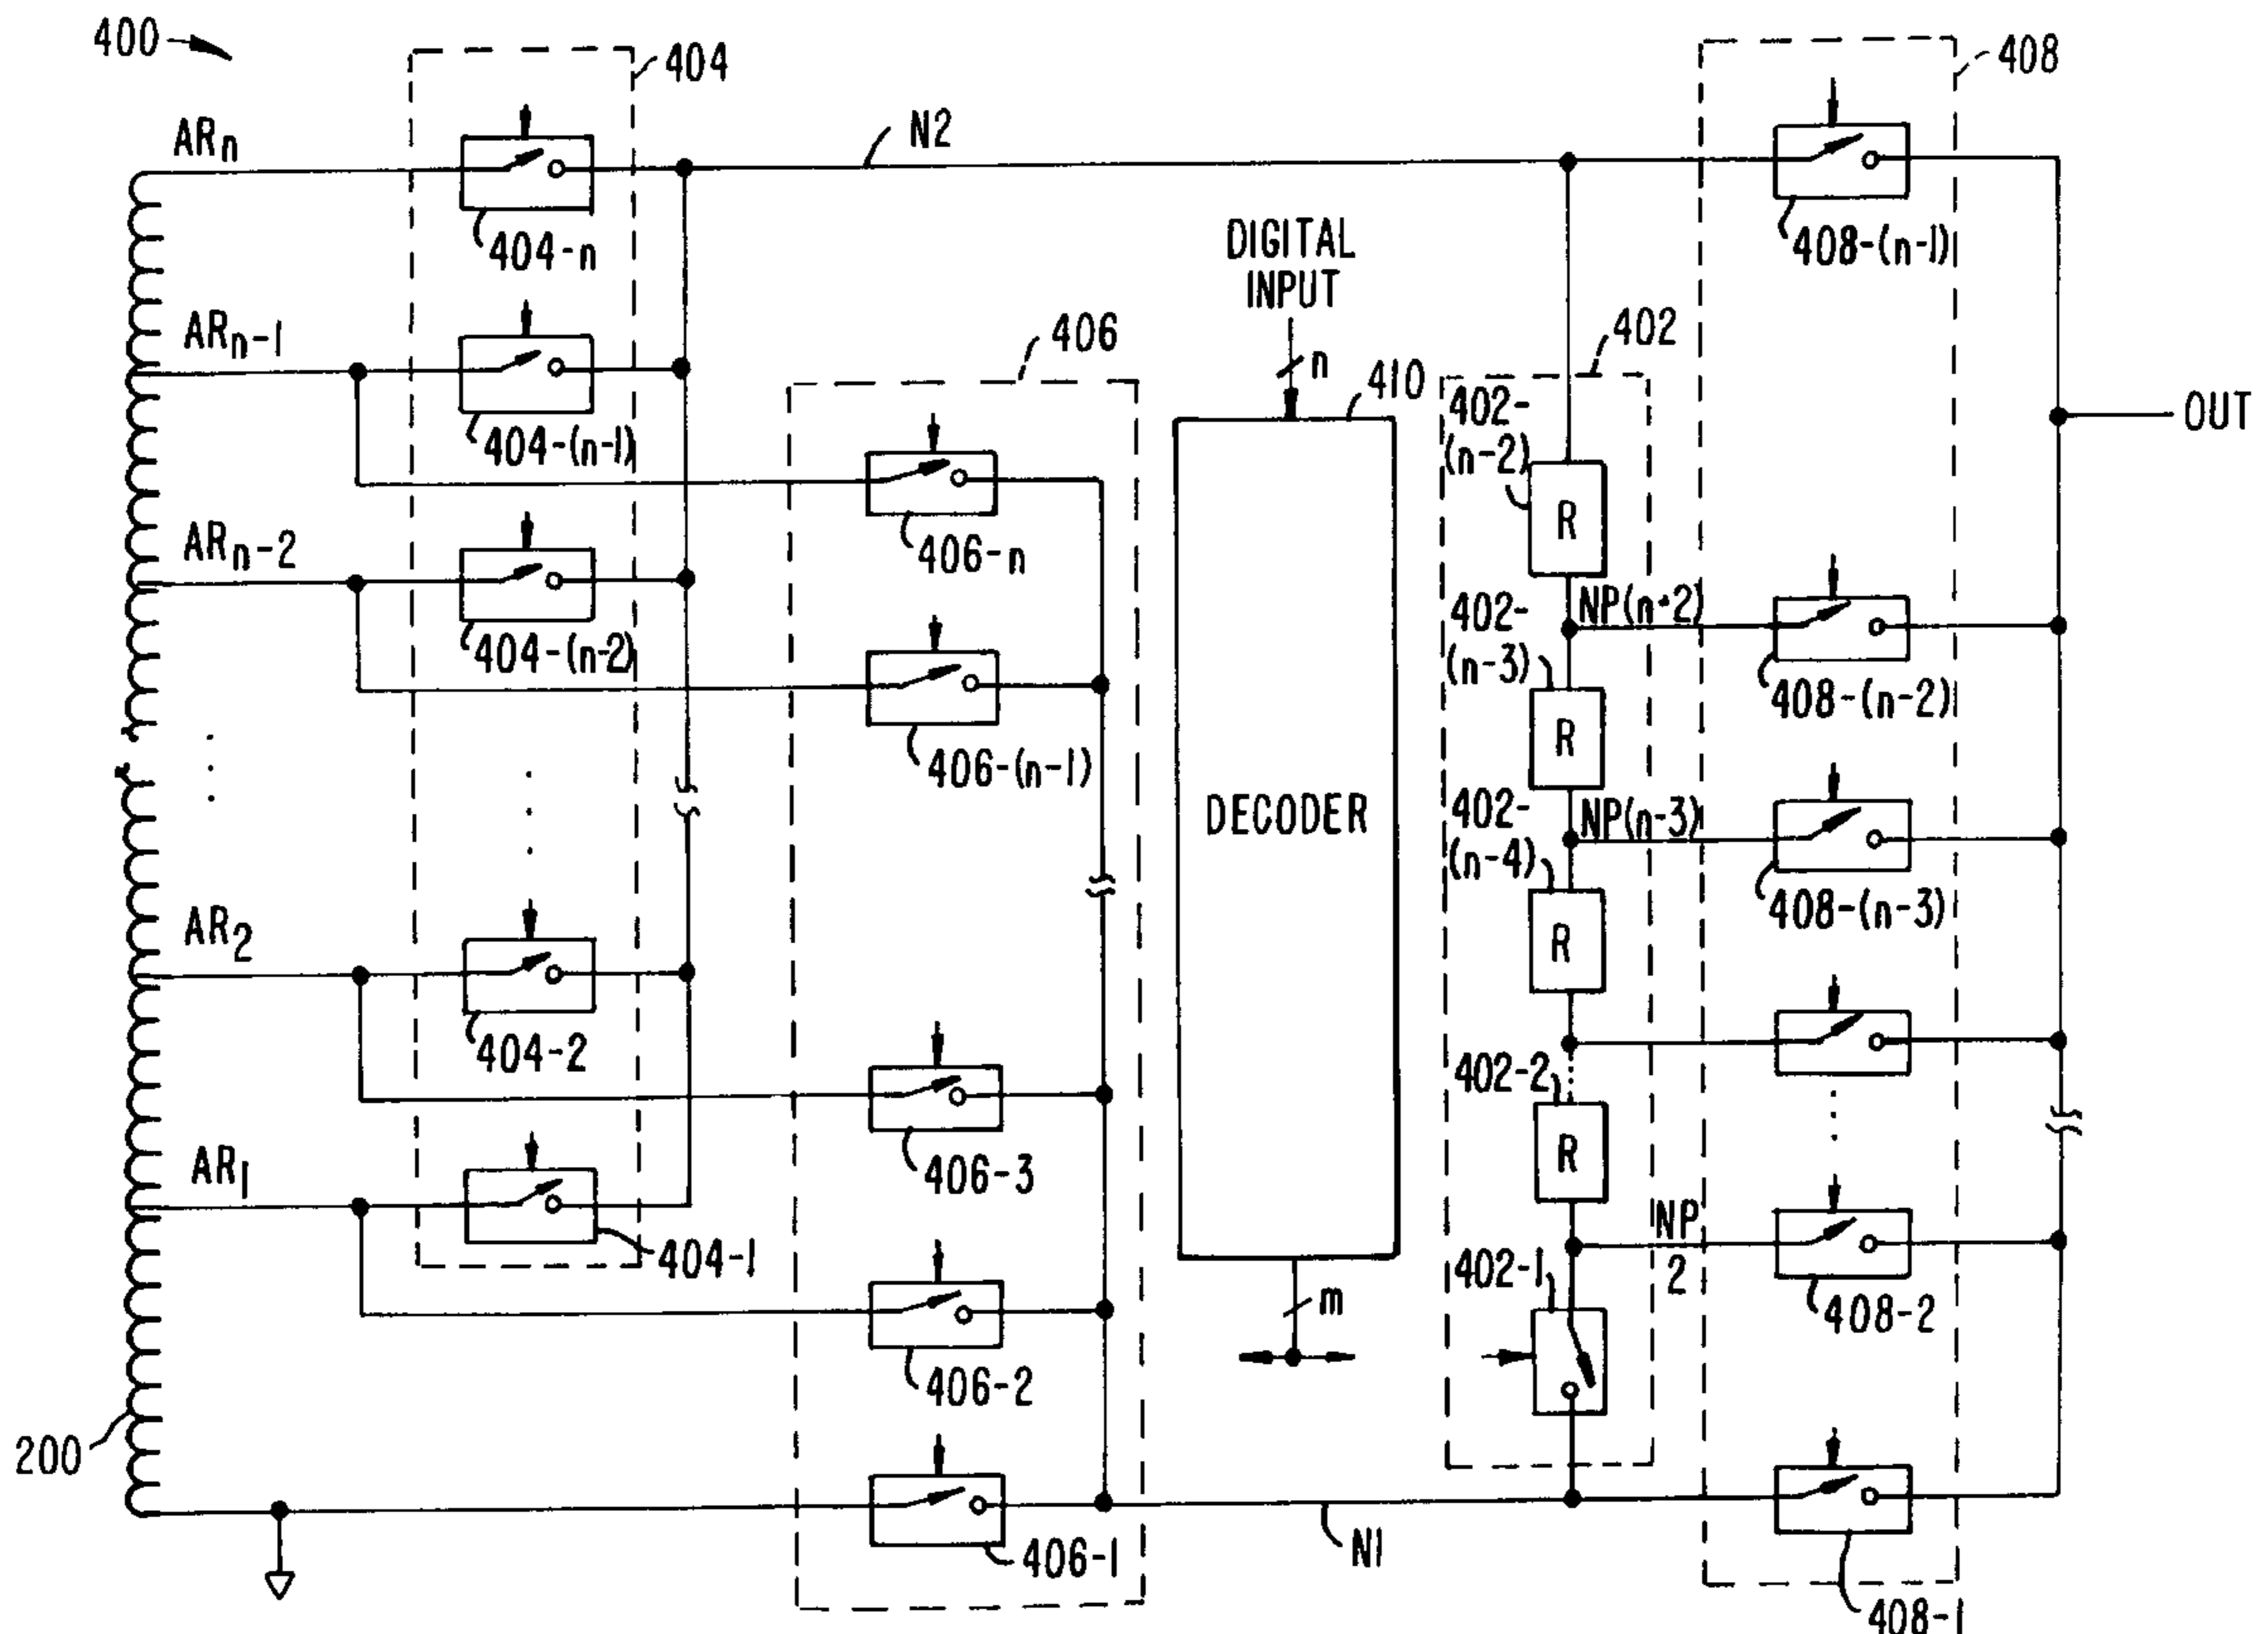 400
404
408
ARn
N2
404-n
408-(n-1)
DIGITAL
INPUT
n
ARn-1
404-(n-1)
406
402
410
402-
(n-2)
OUT
R
406-n
ARn-2
404-(n-2)
NP(n-2)
402-
(n-3)
408-(n-2)
R
406-(n-1)
DECODER
NP(n-3)
402-
(n-4)
408-(n-3)
R
AR2
404-2
402-2
R
406-3
AR1
404-1
NP
2
402-1
408-2
m
406-2
200
N1
406-1
408-1